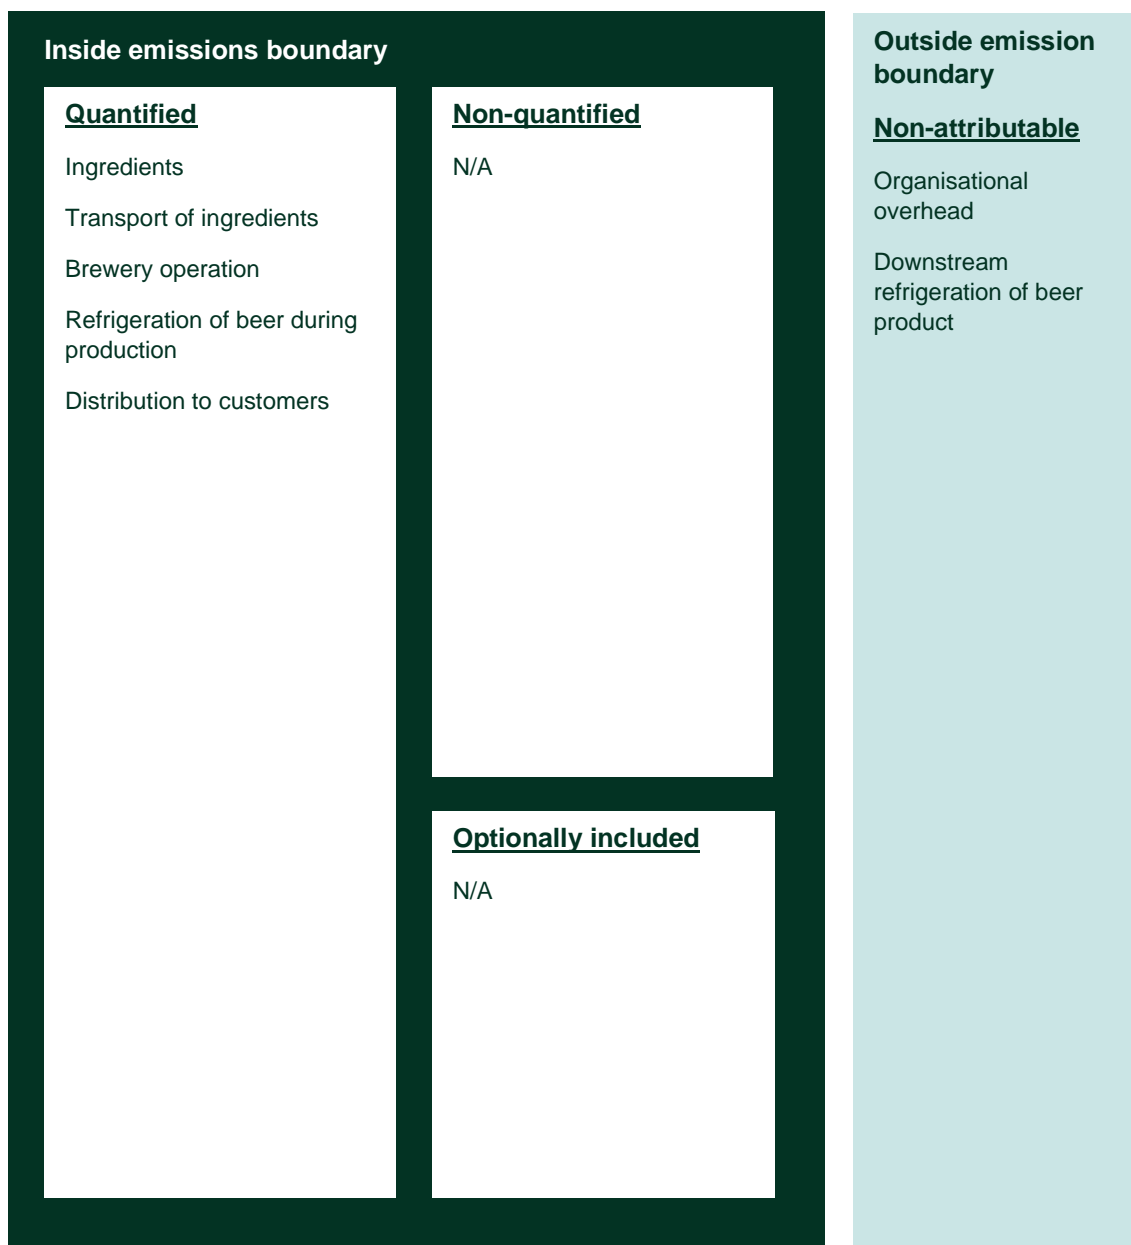 Inside emissions boundary
Quantified
Ingredients
Transport of ingredients
Brewery operation
Refrigeration of beer during
production
Distribution to customers
Non-quantified
N/A
Optionally included
N/A
Outside emission
boundary
Non-attributable
Organisational
overhead
Downstream
refrigeration of beer
product